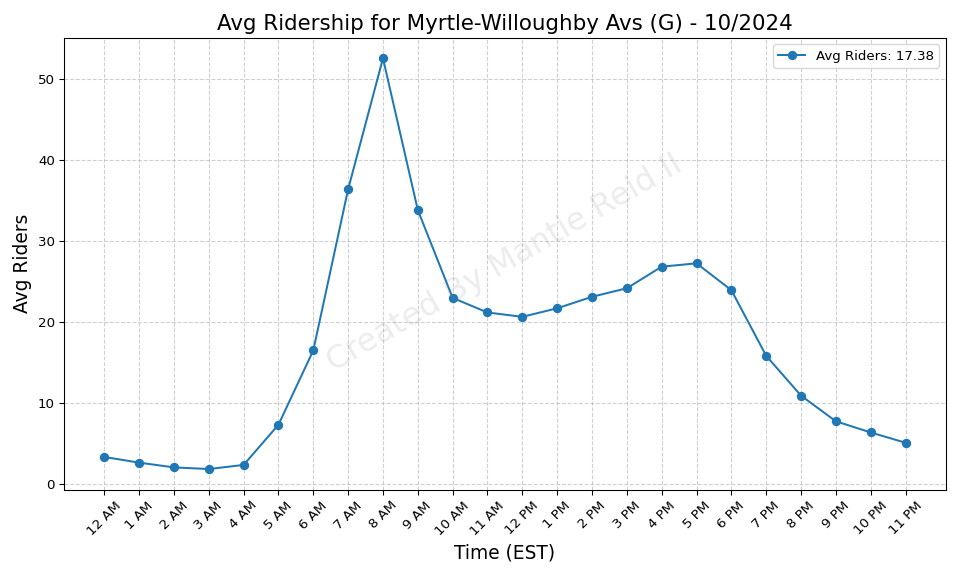 Avg Ridership for Myrtle-Willoughby Avs (G) - 10/2024
Avg Riders: 17.38
50
40
30
20
10
0
Avg Riders
Created By Mantie Reid II
12 AM
1 AM
2 AM
3 AM
4 AM
5 AM
6 AM
7 AM
8 AM
9 AM
10 AM
11 AM
12 PM
1 PM
2 PM
3 PM
4 PM
5 PM
6 PM
7 PM
8 PM
9 PM
10 PM
11 PM
Time (EST)